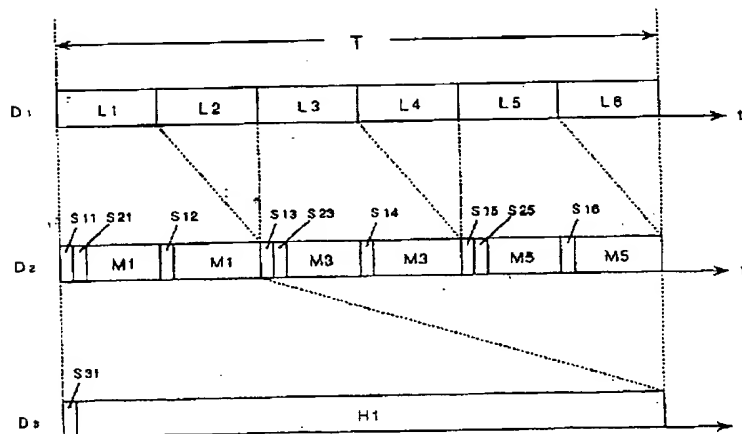 T
D1 L1 L2 L3 L4 L5 L6 t
S11 S21 S12 S13 S23 S14 S15 S25 S16
D2 M1 M1 M3 M3 M5 M5
S31
D3 H1